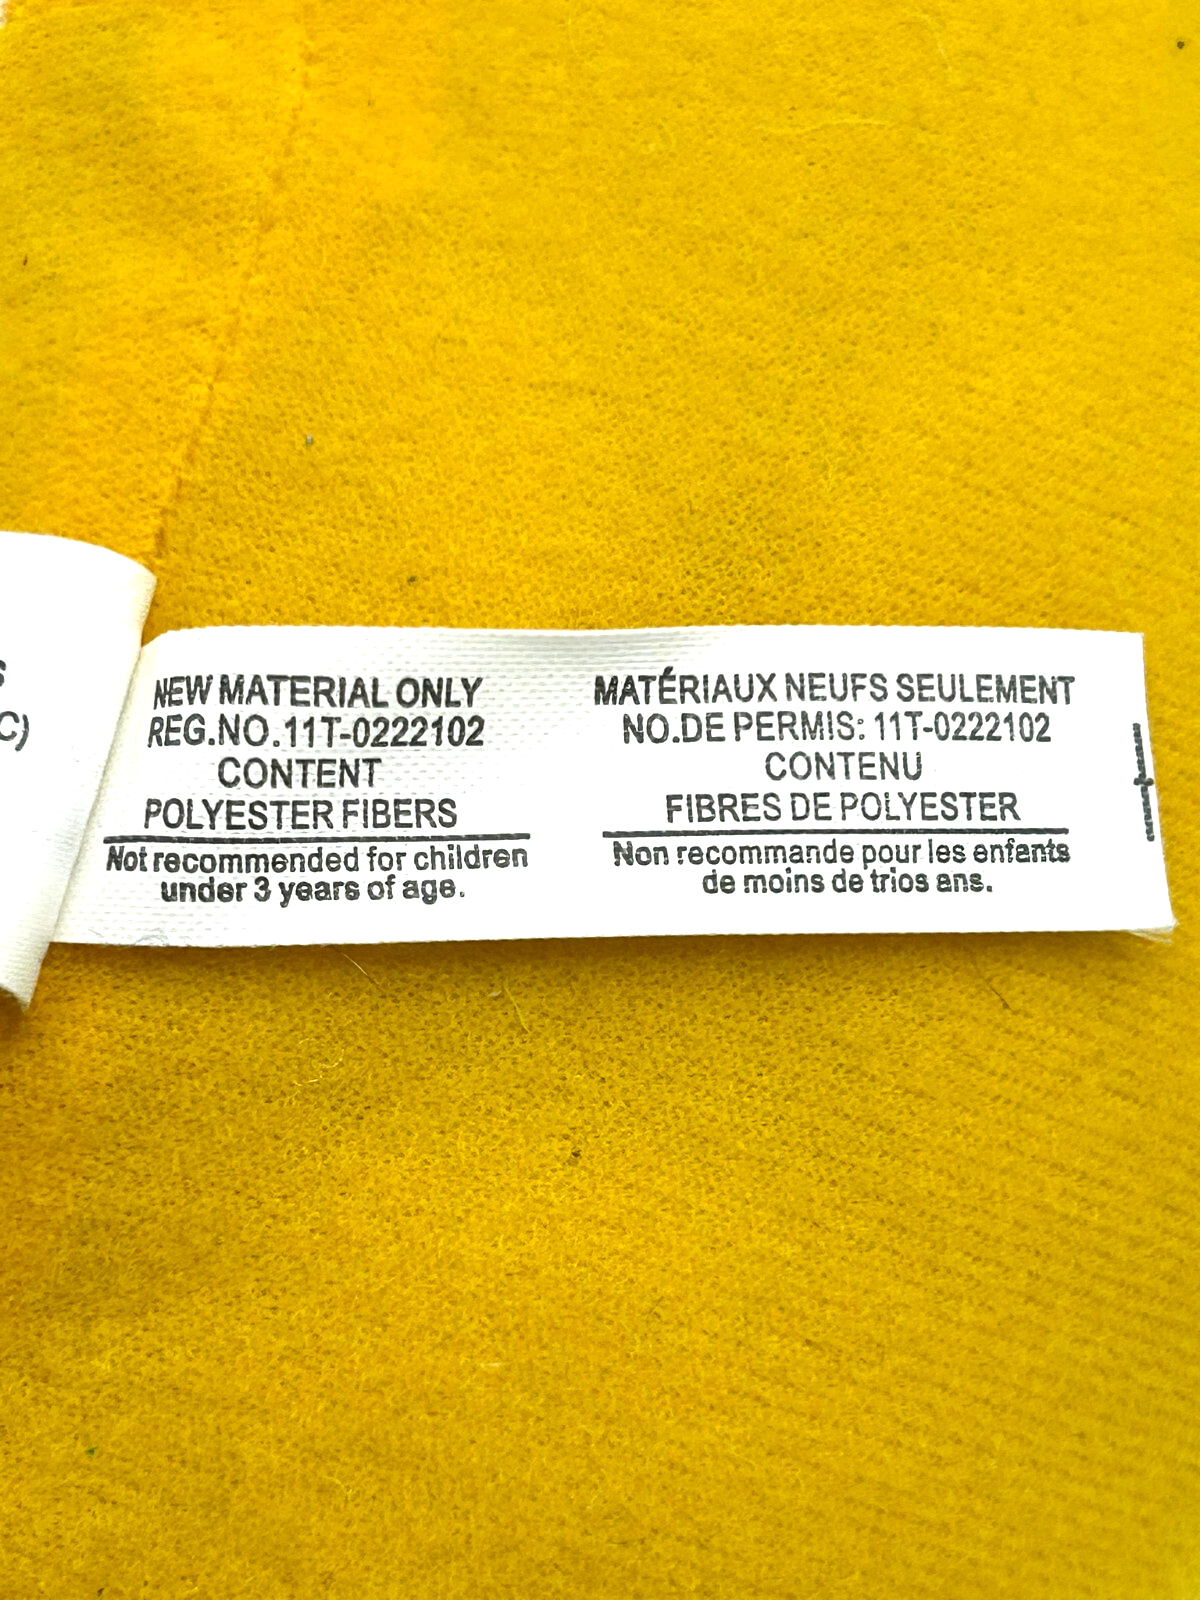 C)
NEW MATERIAL ONLY
REG.NO.11T-0222102
CONTENT
POLYESTER FIBERS
Not recommended for children
under 3 years of age.
MATÉRIAUX NEUFS SEULEMENT
NO.DE PERMIS: 11T-0222102
CONTENU
FIBRES DE POLYESTER
Non recommande pour les enfants
de moins de trios ans.